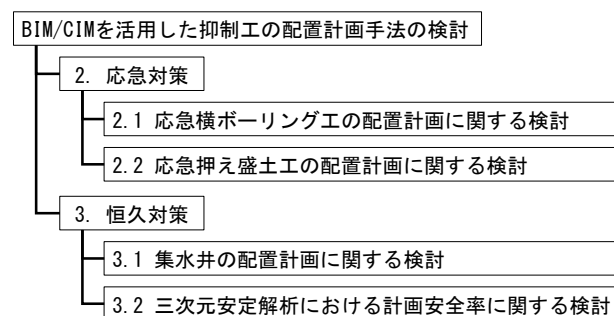 BIM/CIMを活用した抑制工の配置計画手法の検討
2. 応急対策
2.1 応急横ボーリング工の配置計画に関する検討
2.2 応急押え盛土工の配置計画に関する検討
3. 恒久対策
3.1 集水井の配置計画に関する検討
3.2 三次元安定解析における計画安全率に関する検討